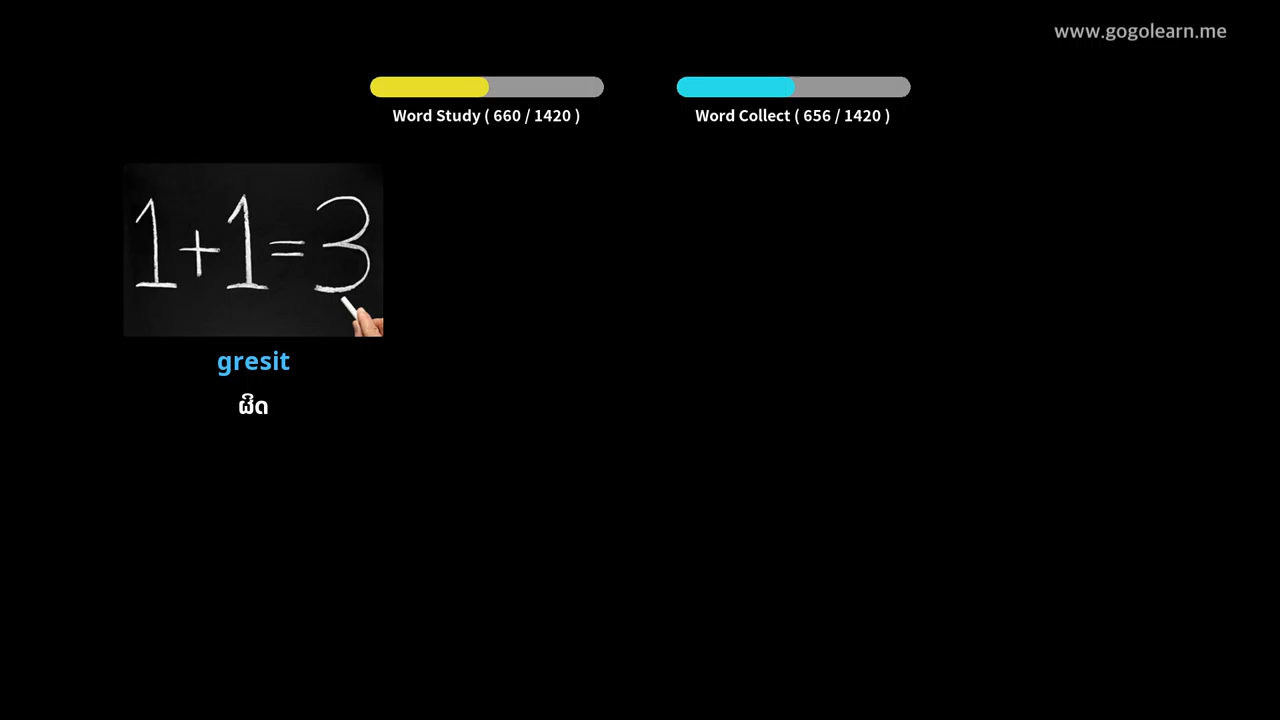 www.gogolearn.me
Word Study ( 660 / 1420 )
Word Collect ( 656 / 1420 )
1+1=3
gresit
ຜິດ